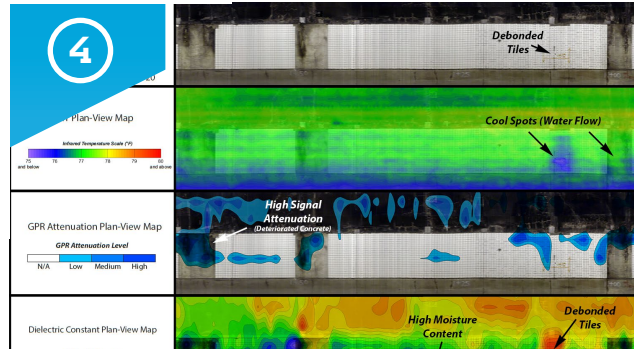 4
20
Debonded
Tiles
Plan-View Map
Infrared Temperature Scale (°F)
75 76 77 78 79 80
and below and above
Cool Spots (Water Flow)
GPR Attenuation Plan-View Map
GPR Attenuation Level
N/A Low Medium High
High Signal
Attenuation
(Deteriorated Concrete)
Dielectric Constant Plan-View Map
High Moisture
Content
Debonded
Tiles